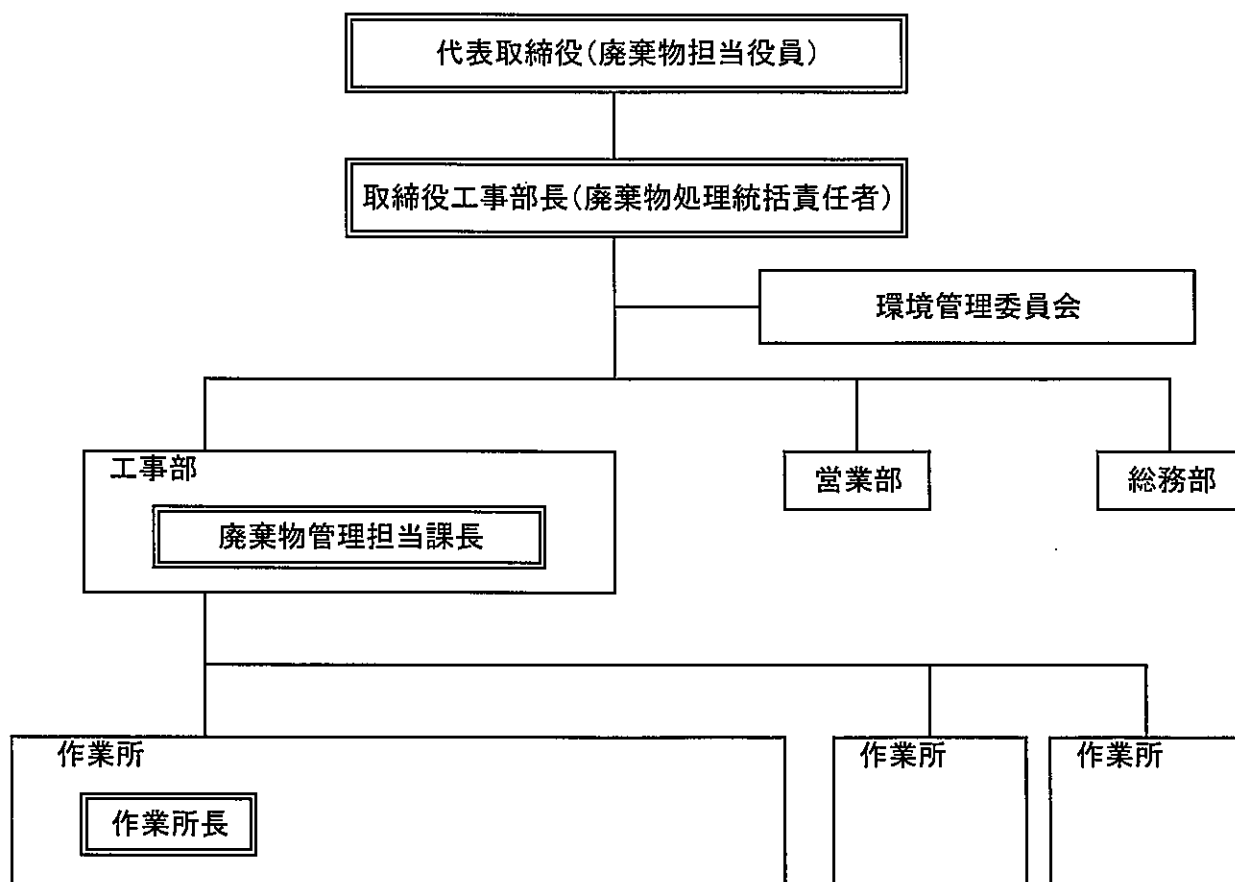 代表取締役(廃棄物担当役員)
取締役工事部長(廃棄物処理統括責任者)
環境管理委員会
工事部
営業部
総務部
廃棄物管理担当課長
作業所
作業所
作業所
作業所長